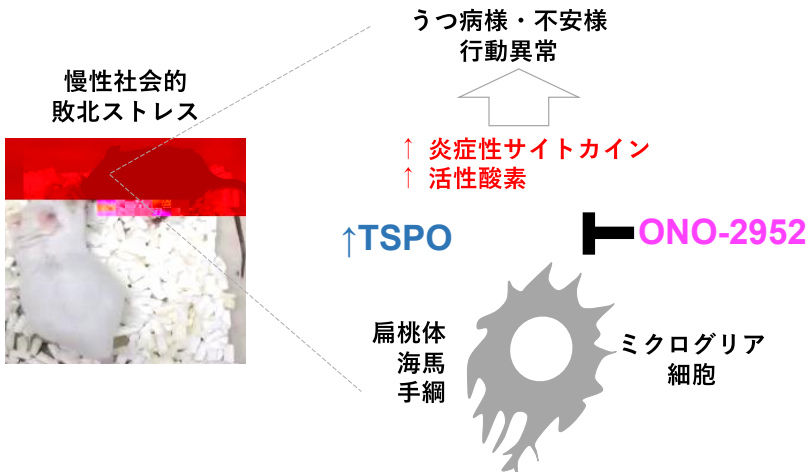 うつ病様・不安様
行動異常
慢性社会的
敗北ストレス
↑ 炎症性サイトカイン
↑ 活性酸素
↑TSPO
ONO-2952
扁桃体
海馬
手綱
ミクログリア
細胞